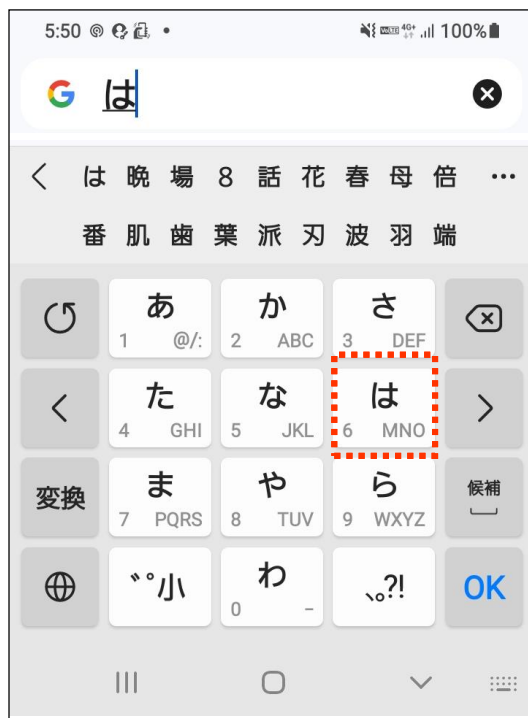 5:50 4G+ 100%
は
は 晩 場 8 話 花 春 母 倍 …
番 肌 歯 葉 派 刃 波 羽 端
あ か さ
1 @/: 2 ABC 3 DEF
た な は
4 GHI 5 JKL 6 MNO
変換 ま や ら 候補
7 PQRS 8 TUV 9 WXYZ
゛゜小 わ 、。?! OK
0 -